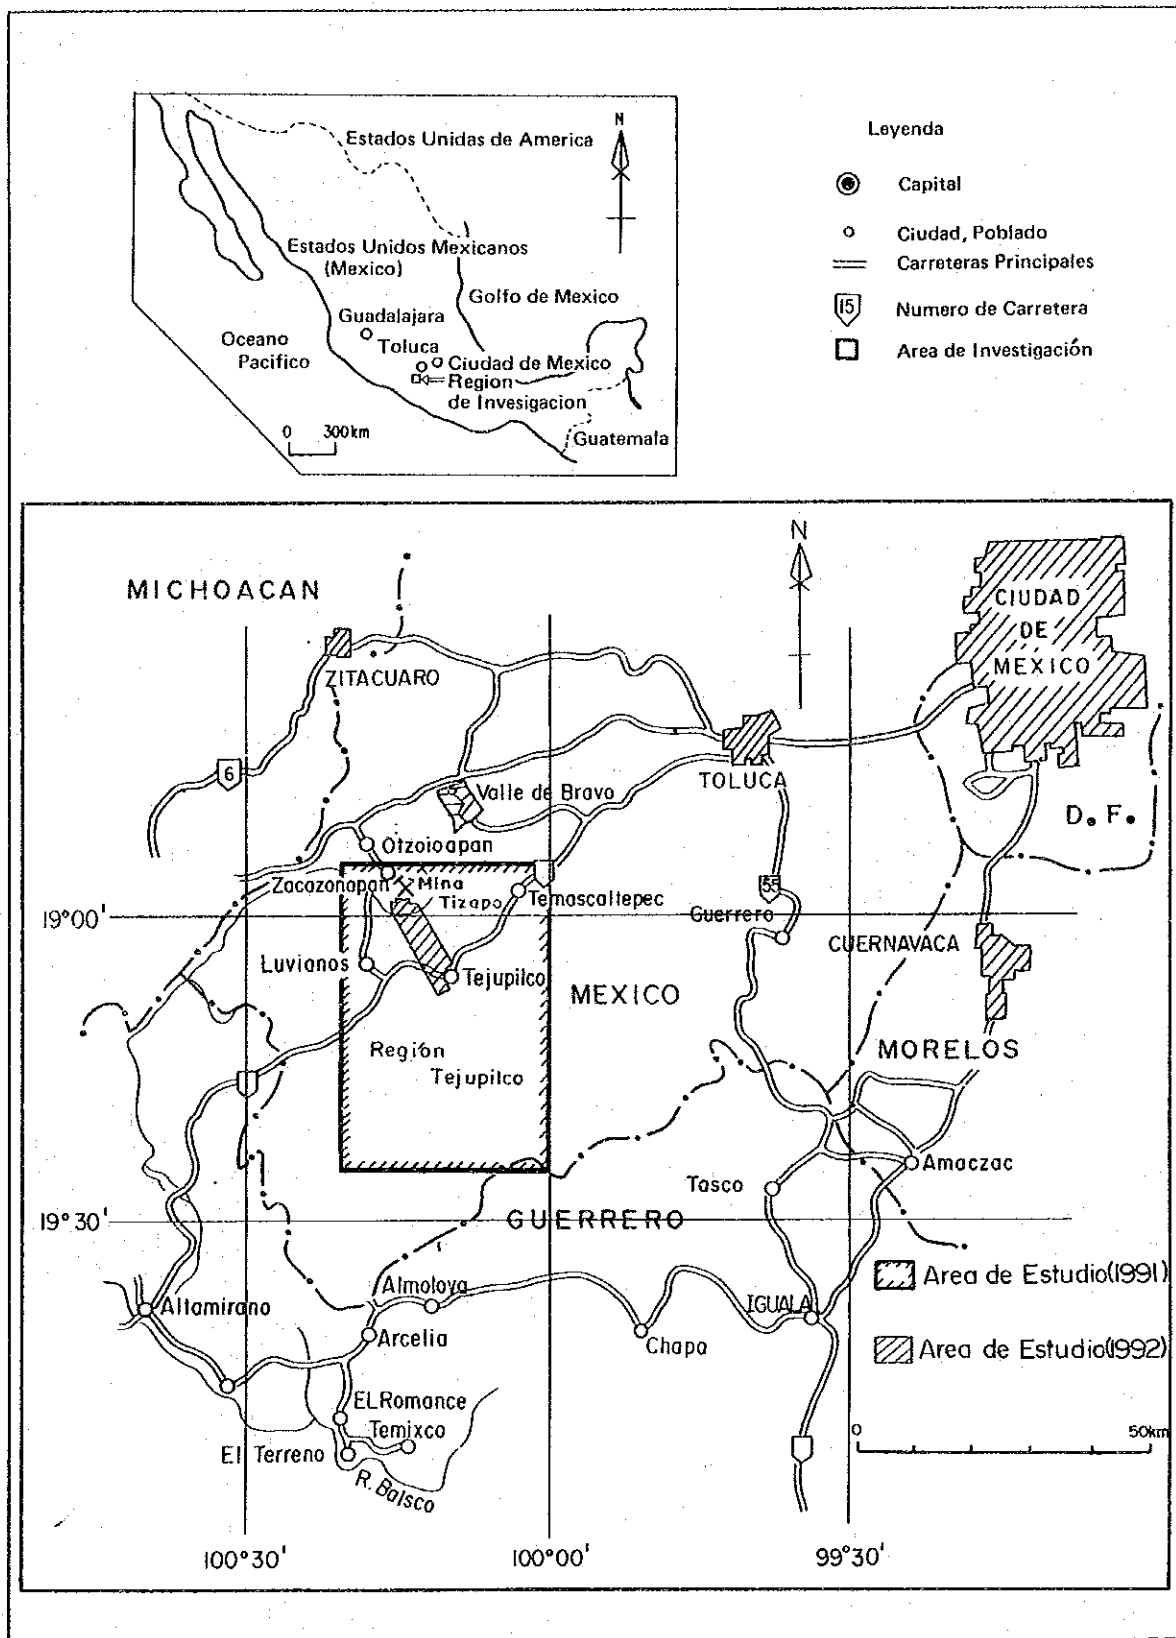 Estados Unidas de America
N
Estados Unidos Mexicanos
(Mexico)
Golfo de Mexico
Guadalajara
Toluca
Oceano
Pacifico
Ciudad de Mexico
Region
de Invesigacion
0 300km
Guatemala
Leyenda
Capital
Ciudad, Poblado
Carreteras Principales
15 Numero de Carretera
Area de Investigación
N
MICHOACAN
CIUDAD
DE
MEXICO
ZITACUARO
6
TOLUCA
Valle de Bravo
D. F.
Otzoioapan
Zacazonapan
Mina
Tizapa
Temascaltepec
55
Guerrero
19°00'
CUERNAVACA
Luvianos
Tejupilco
MEXICO
MORELOS
Región
Tejupilco
Amaczac
Tasco
19°30'
GUERRERO
Area de Estudio(1991)
Almoloya
Altamirano
IGUALA
Arcelia
Chapa
Area de Estudio(1992)
EL Romance
Temixco
0 50km
El Terreno
R. Balsco
100°30' 100°00' 99°30'